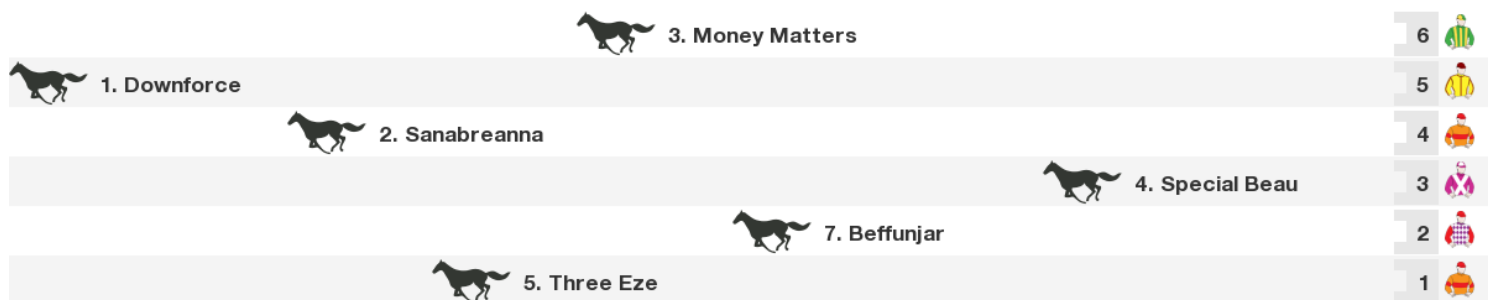 3. Money Matters 6
1. Downforce 5
2. Sanabreanna 4
4. Special Beau 3
7. Beffunjar 2
5. Three Eze 1